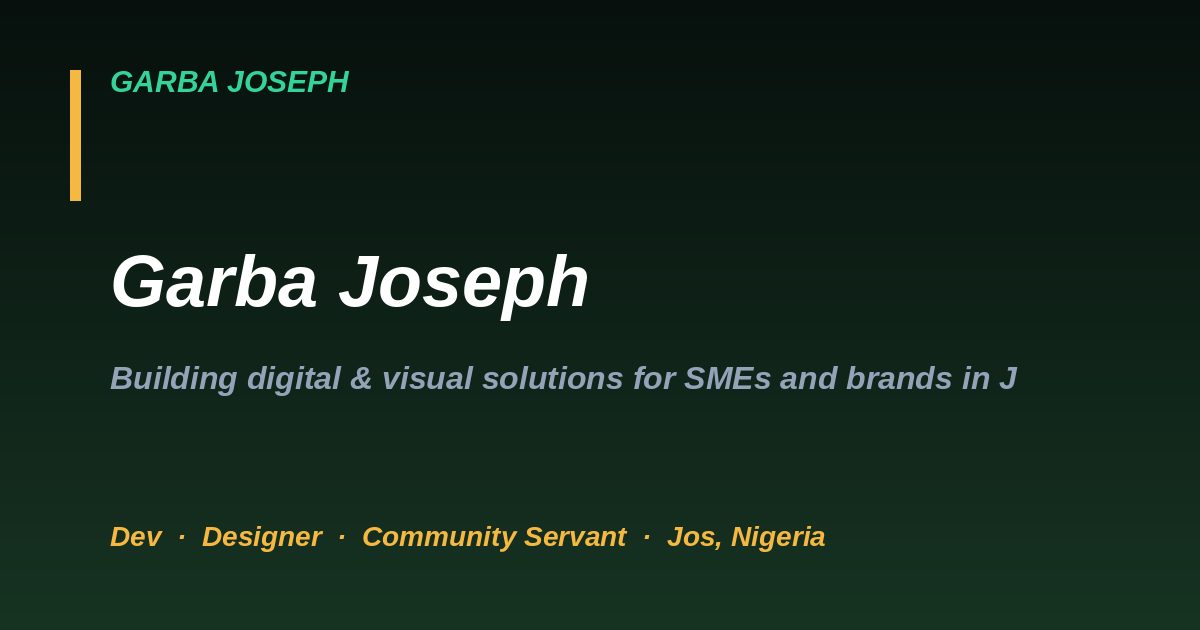 GARBA JOSEPH
Garba Joseph
Building digital & visual solutions for SMEs and brands in J
Dev · Designer · Community Servant · Jos, Nigeria